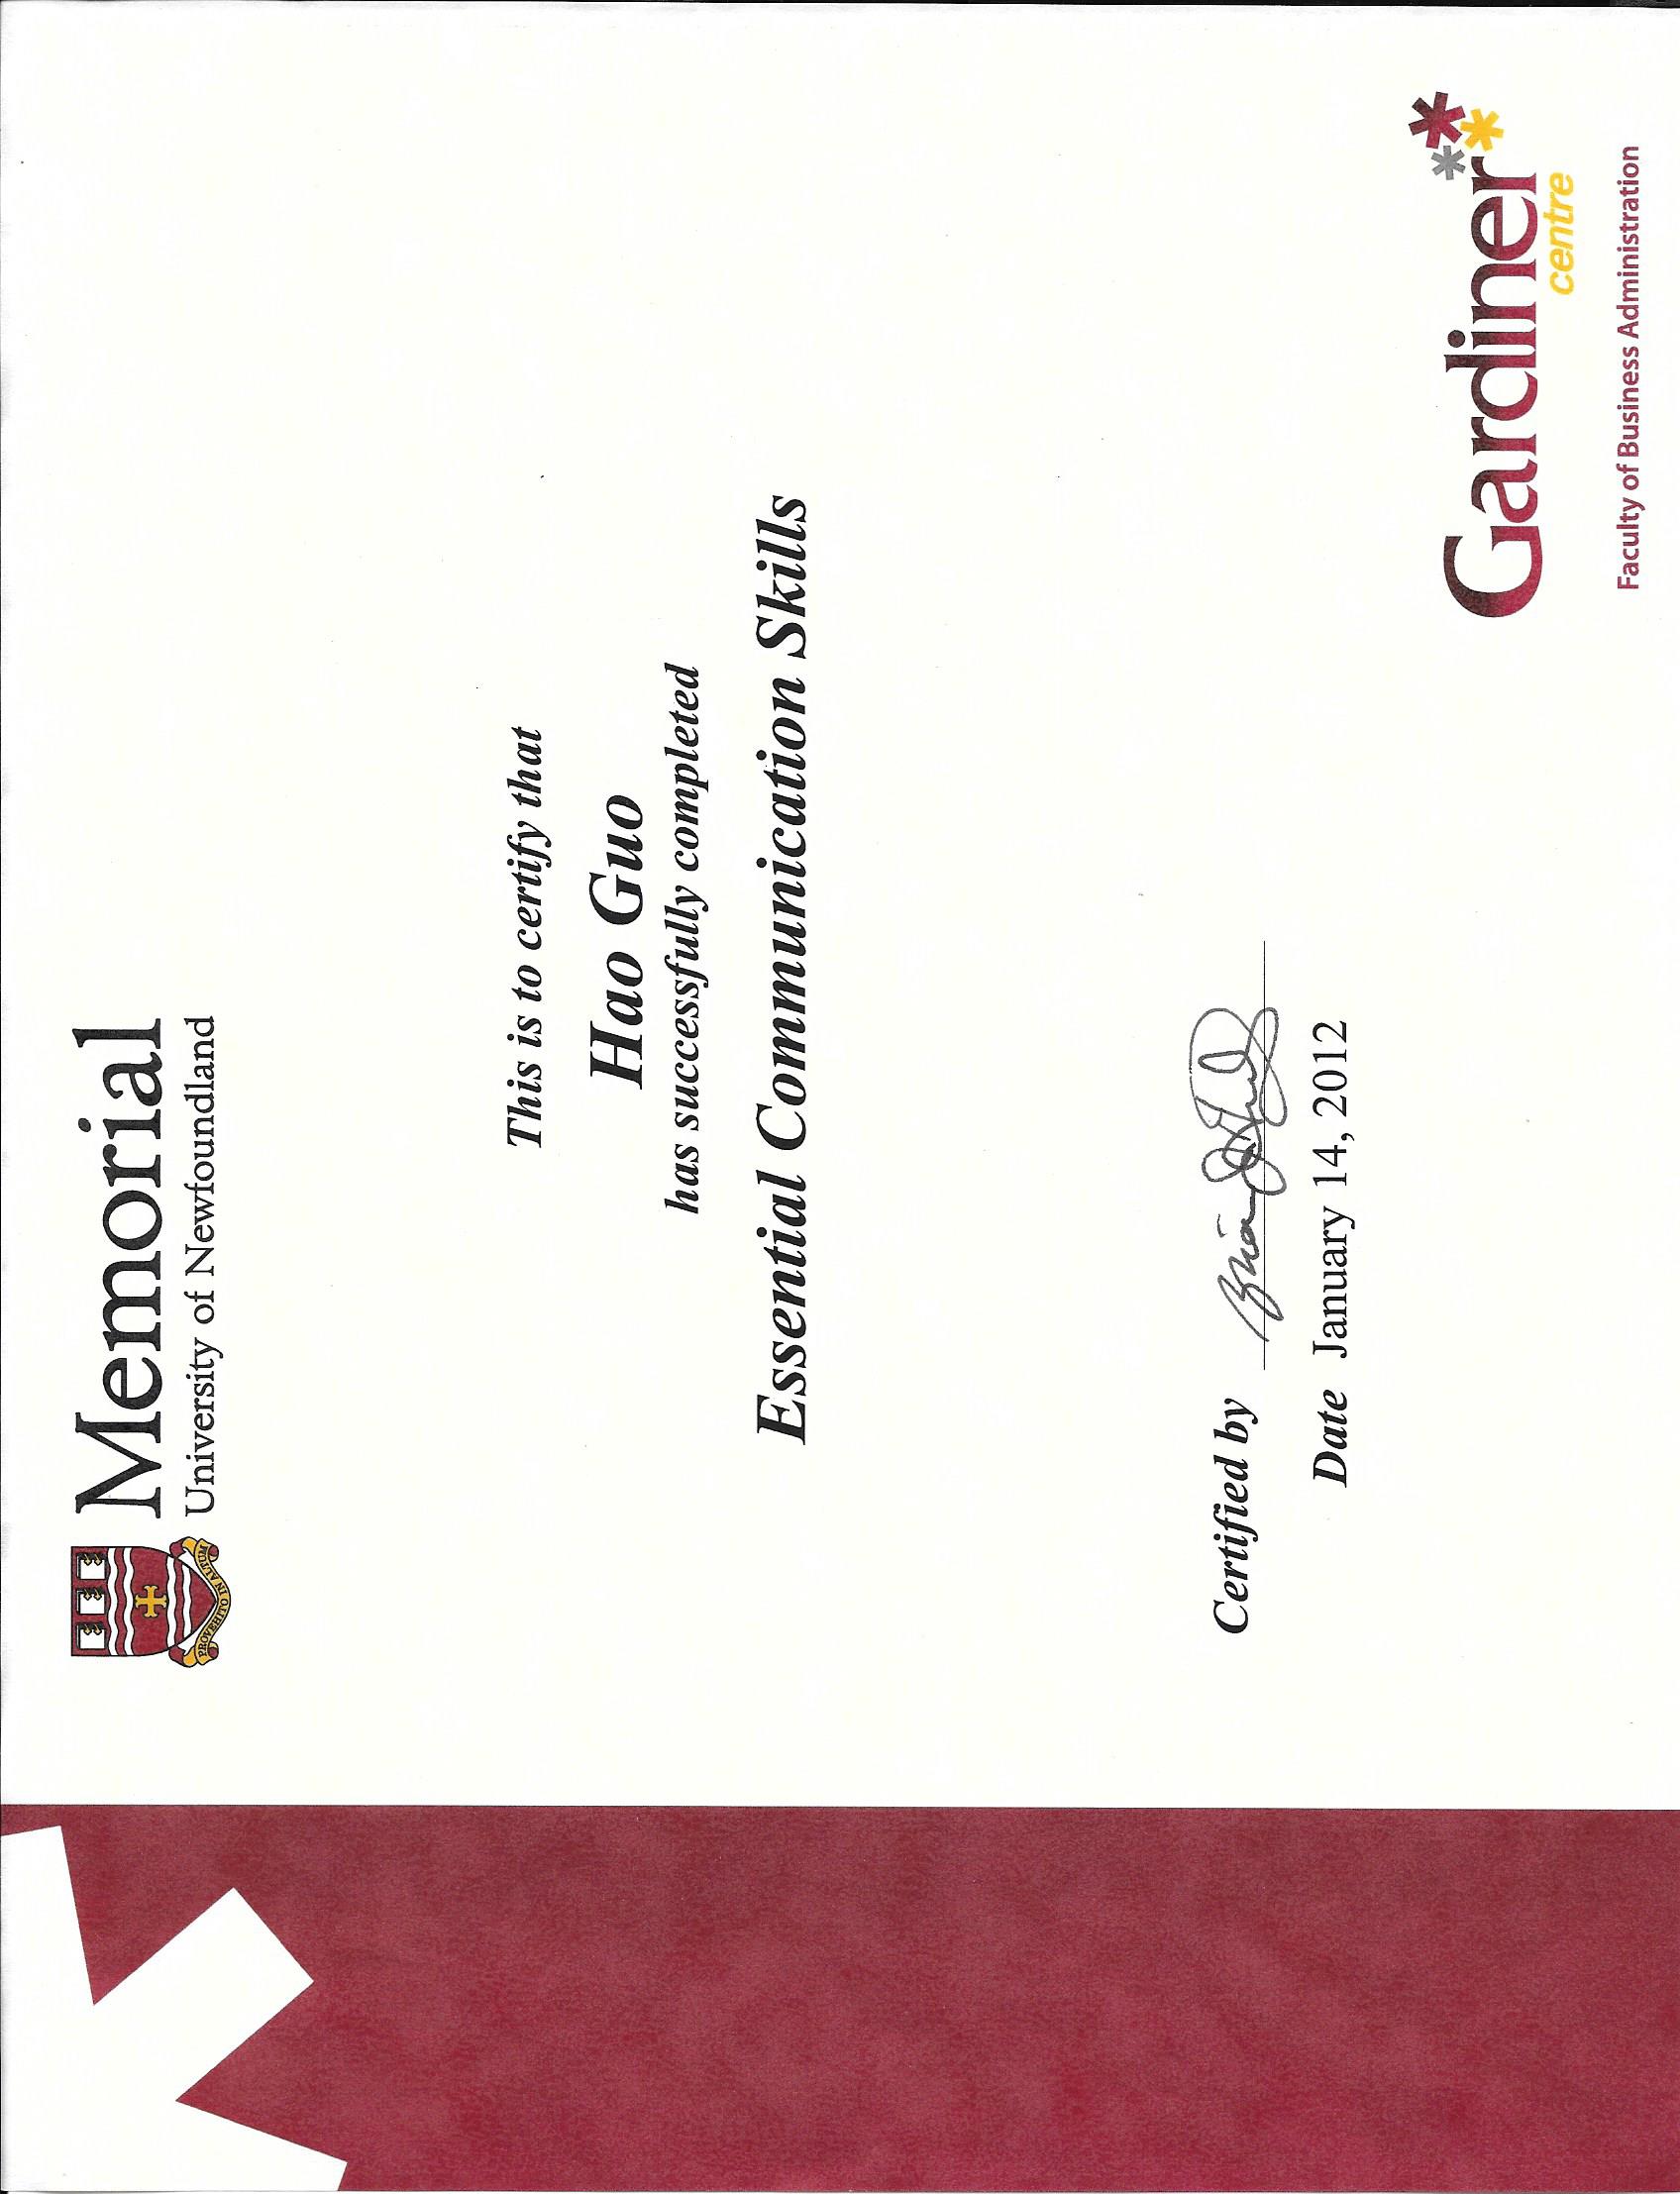 Memorial
University of Newfoundland
PROVEHITO IN ALTUM
This is to certify that
Hao Guo
has successfully completed
Essential Communication Skills
Certified by
Date January 14, 2012
Gardiner
centre
Faculty of Business Administration